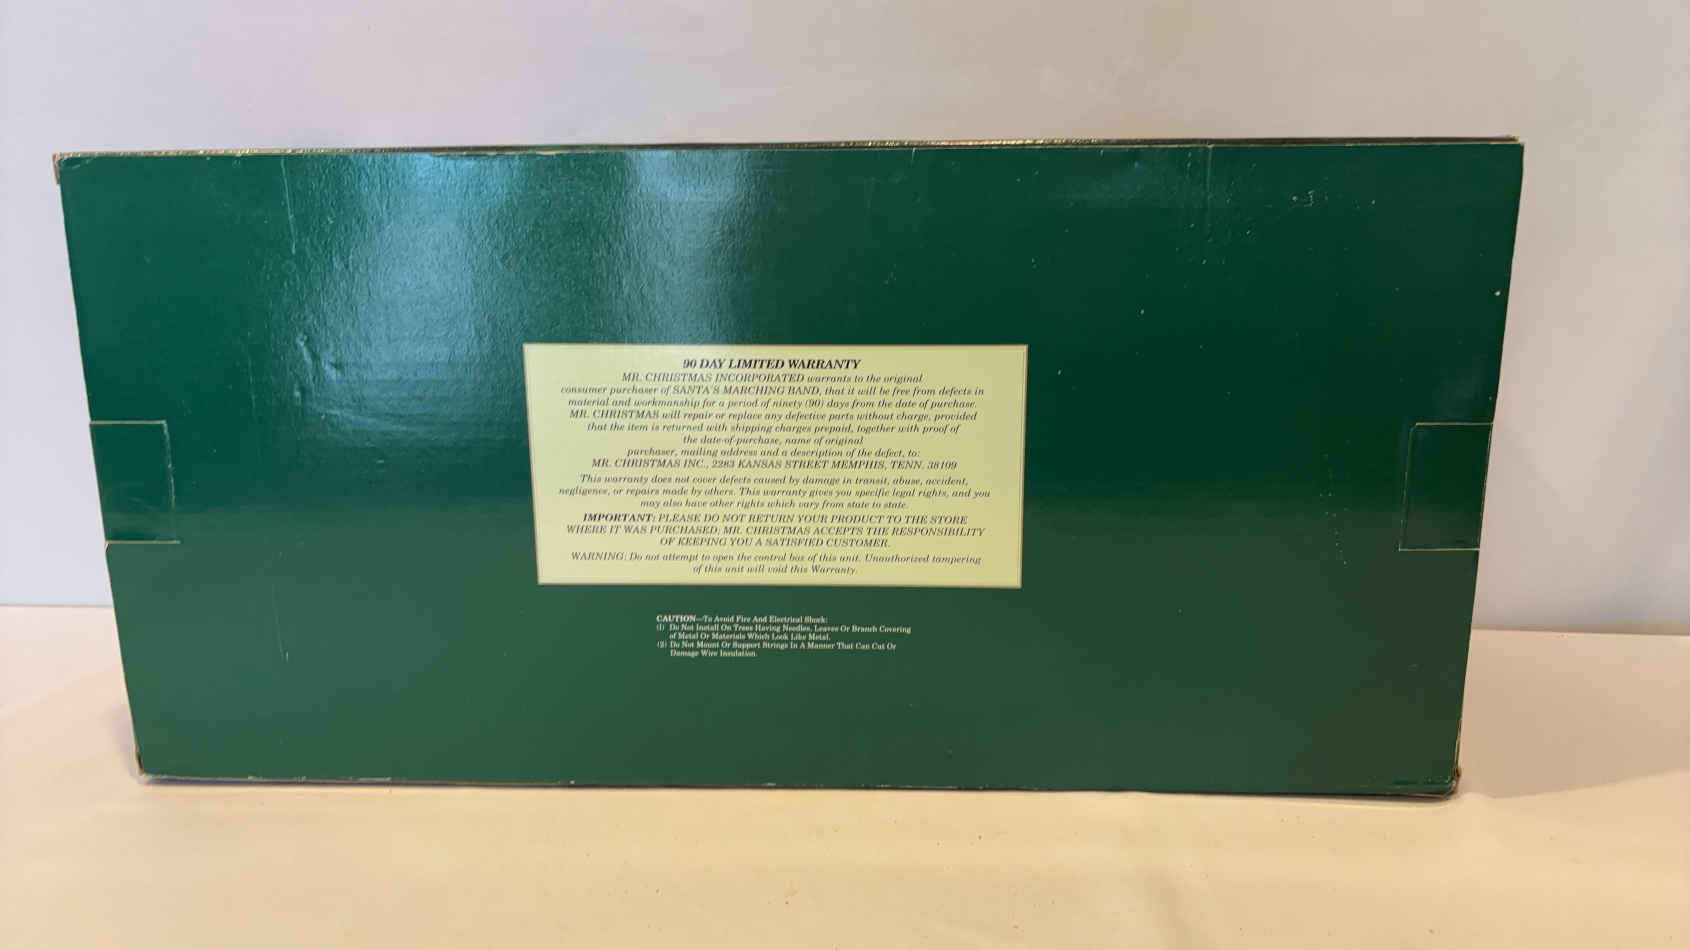 90 DAY LIMITED WARRANTY
MR. CHRISTMAS INCORPORATED warrants to the original
consumer purchaser of SANTA'S MARCHING BAND, that it will be free from defects in
material and workmanship for a period of ninety (90) days from the date of purchase.
MR. CHRISTMAS will repair or replace any defective parts without charge, provided
that the item is returned with shipping charges prepaid, together with proof of
the date-of-purchase, name of original
purchaser, mailing address and a description of the defect, to:
MR. CHRISTMAS INC., 2283 KANSAS STREET MEMPHIS, TENN. 38109
This warranty does not cover defects caused by damage in transit, abuse, accident,
negligence, or repairs made by others. This warranty gives you specific legal rights, and you
may also have other rights which vary from state to state.
IMPORTANT: PLEASE DO NOT RETURN YOUR PRODUCT TO THE STORE
WHERE IT WAS PURCHASED; MR. CHRISTMAS ACCEPTS THE RESPONSIBILITY
OF KEEPING YOU A SATISFIED CUSTOMER.
WARNING: Do not attempt to open the control box of this unit. Unauthorized tampering
of this unit will void this Warranty.
CAUTION—To Avoid Fire And Electrical Shock:
(1) Do Not Install On Trees Having Needles, Leaves Or Branch Covering
of Metal Or Materials Which Look Like Metal.
(2) Do Not Mount Or Support Strings In A Manner That Can Cut Or
Damage Wire Insulation.